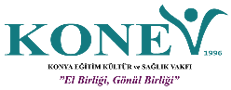 KONEV
1996
KONYA EĞİTİM KÜLTÜR ve SAĞLIK VAKFI
"El Birliği, Gönül Birliği"